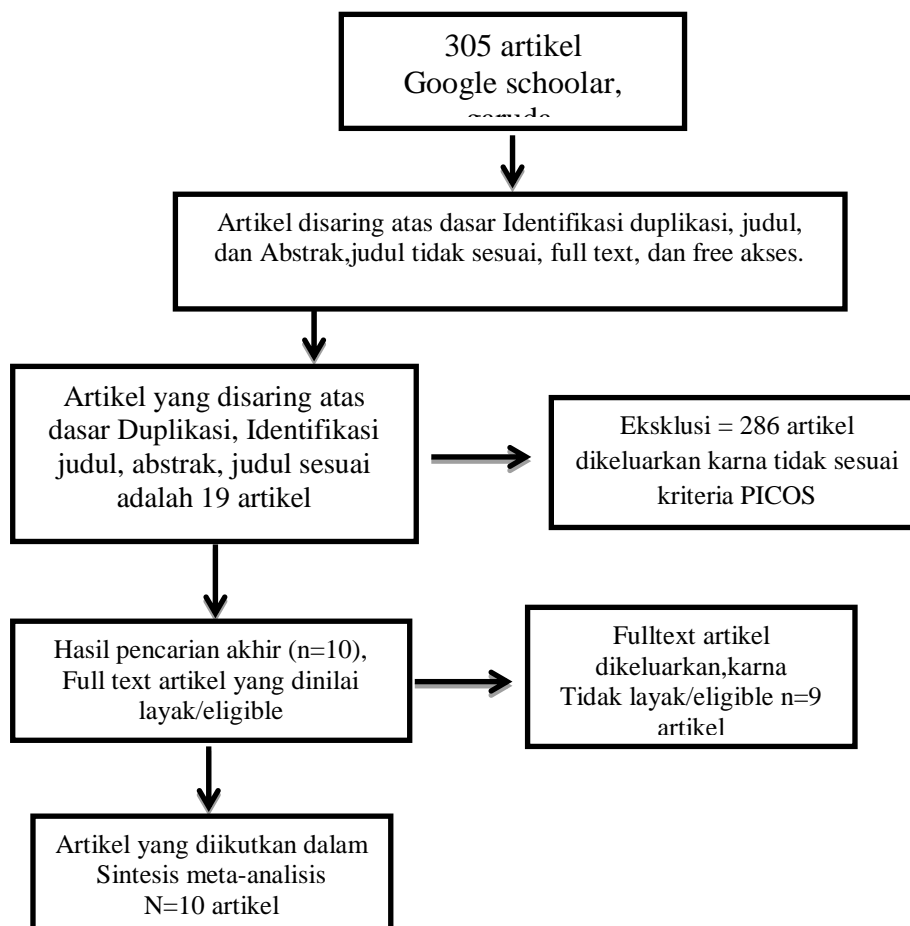 305 artikel
Google schoolar,
Artikel disaring atas dasar Identifikasi duplikasi, judul,
dan Abstrak,judul tidak sesuai, full text, dan free akses.
Artikel yang disaring atas
dasar Duplikasi, Identifikasi
judul, abstrak, judul sesuai
adalah 19 artikel
Eksklusi = 286 artikel
dikeluarkan karna tidak sesuai
kriteria PICOS
Hasil pencarian akhir (n=10),
Full text artikel yang dinilai
layak/eligible
Fulltext artikel
dikeluarkan,karna
Tidak layak/eligible n=9
artikel
Artikel yang diikutkan dalam
Sintesis meta-analisis
N=10 artikel